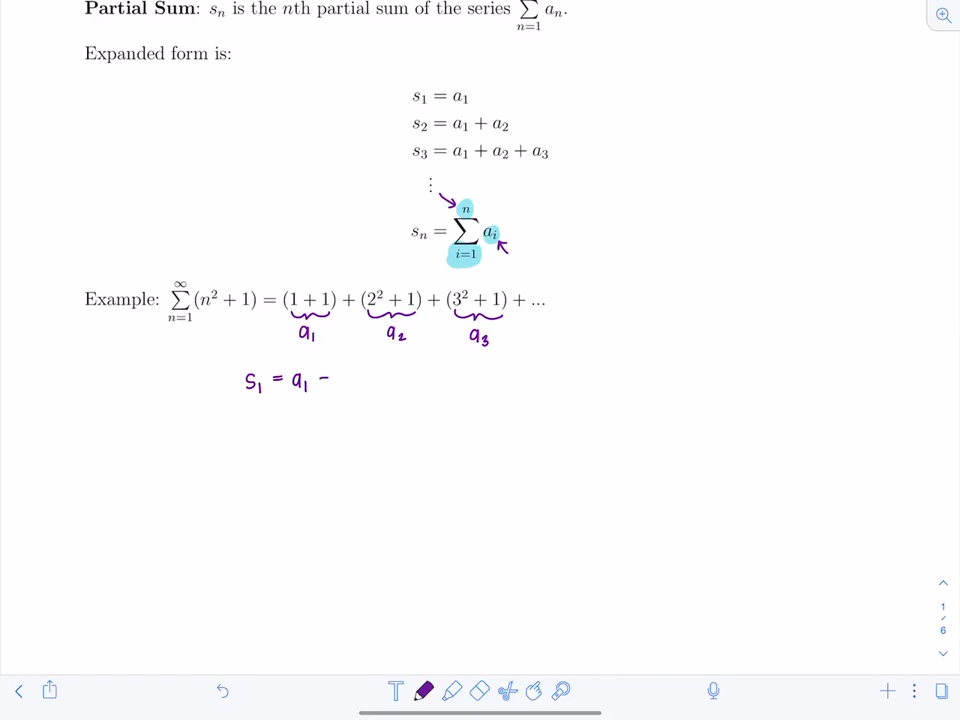 Partial Sum: sₙ is the nth partial sum of the series ∑ₙ₌₁ aₙ.
Expanded form is:
s₁ = a₁
s₂ = a₁ + a₂
s₃ = a₁ + a₂ + a₃
⋮
sₙ = ∑ᵢ₌₁ⁿ aᵢ
Example: ∑ₙ₌₁^∞ (n² + 1) = (1 + 1) + (2² + 1) + (3² + 1) + ...
a₁ a₂ a₃
S₁ = a₁ -
1
/
6
T